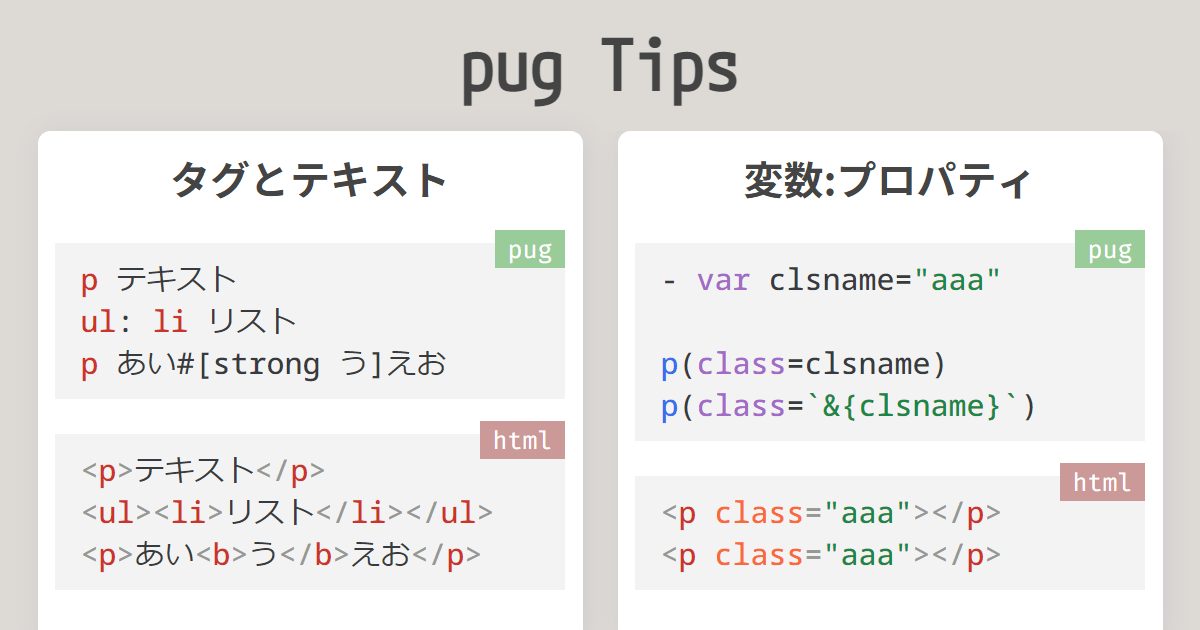 pug Tips
タグとテキスト
pug
p テキスト
ul: li リスト
p あい#[strong う]えお
html
<p>テキスト</p>
<ul><li>リスト</li></ul>
<p>あい<b>う</b>えお</p>
変数:プロパティ
pug
- var clsname="aaa"
p(class=clsname)
p(class=`&{clsname}`)
html
<p class="aaa"></p>
<p class="aaa"></p>